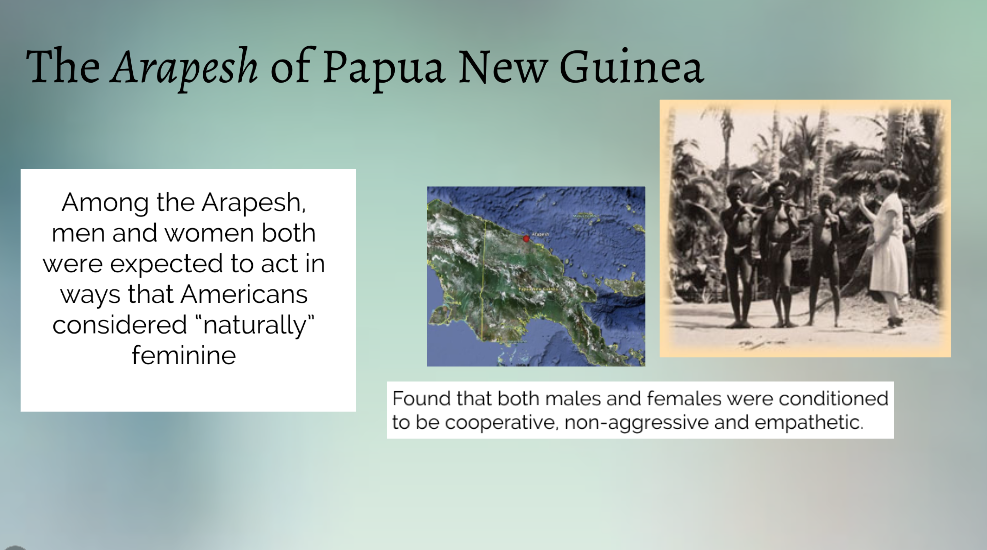 The Arapesh of Papua New Guinea
Among the Arapesh,
men and women both
were expected to act in
ways that Americans
considered "naturally"
feminine
Found that both males and females were conditioned
to be cooperative, non-aggressive and empathetic.